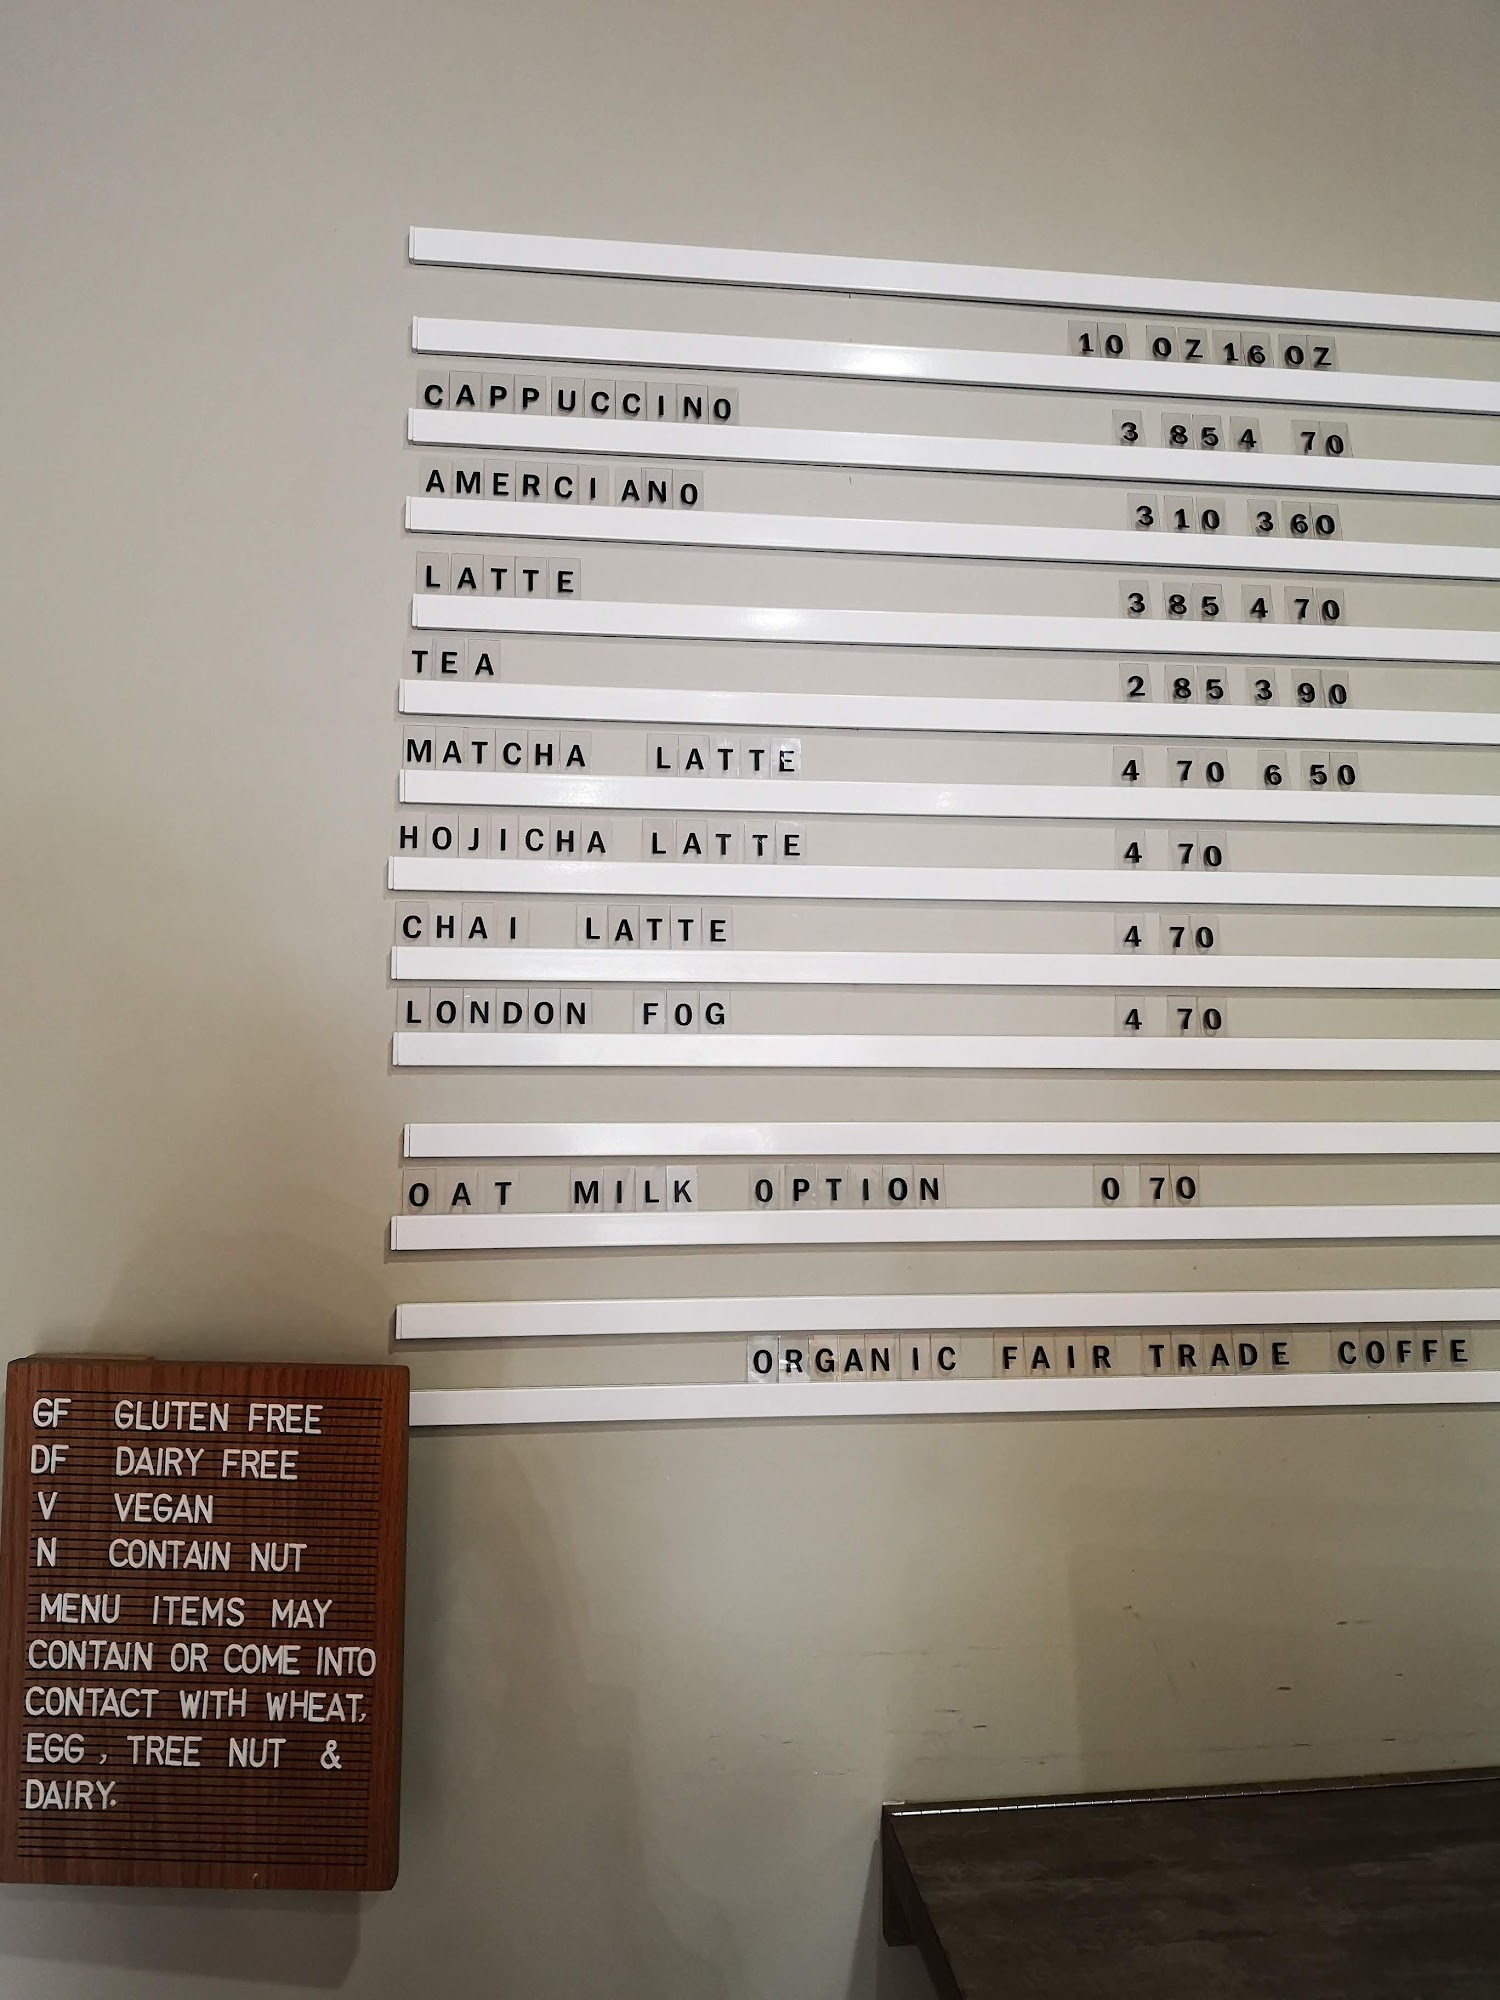 10 OZ 16 OZ
CAPPUCCINO 3 85 4 70
AMERCIANO 3 10 3 60
LATTE 3 85 4 70
TEA 2 85 3 90
MATCHA LATTE 4 70 6 50
HOJICHA LATTE 4 70
CHAI LATTE 4 70
LONDON FOG 4 70
OAT MILK OPTION 0 70
ORGANIC FAIR TRADE COFFE
GF GLUTEN FREE
DF DAIRY FREE
V VEGAN
N CONTAIN NUT
MENU ITEMS MAY
CONTAIN OR COME INTO
CONTACT WITH WHEAT,
EGG, TREE NUT &
DAIRY.